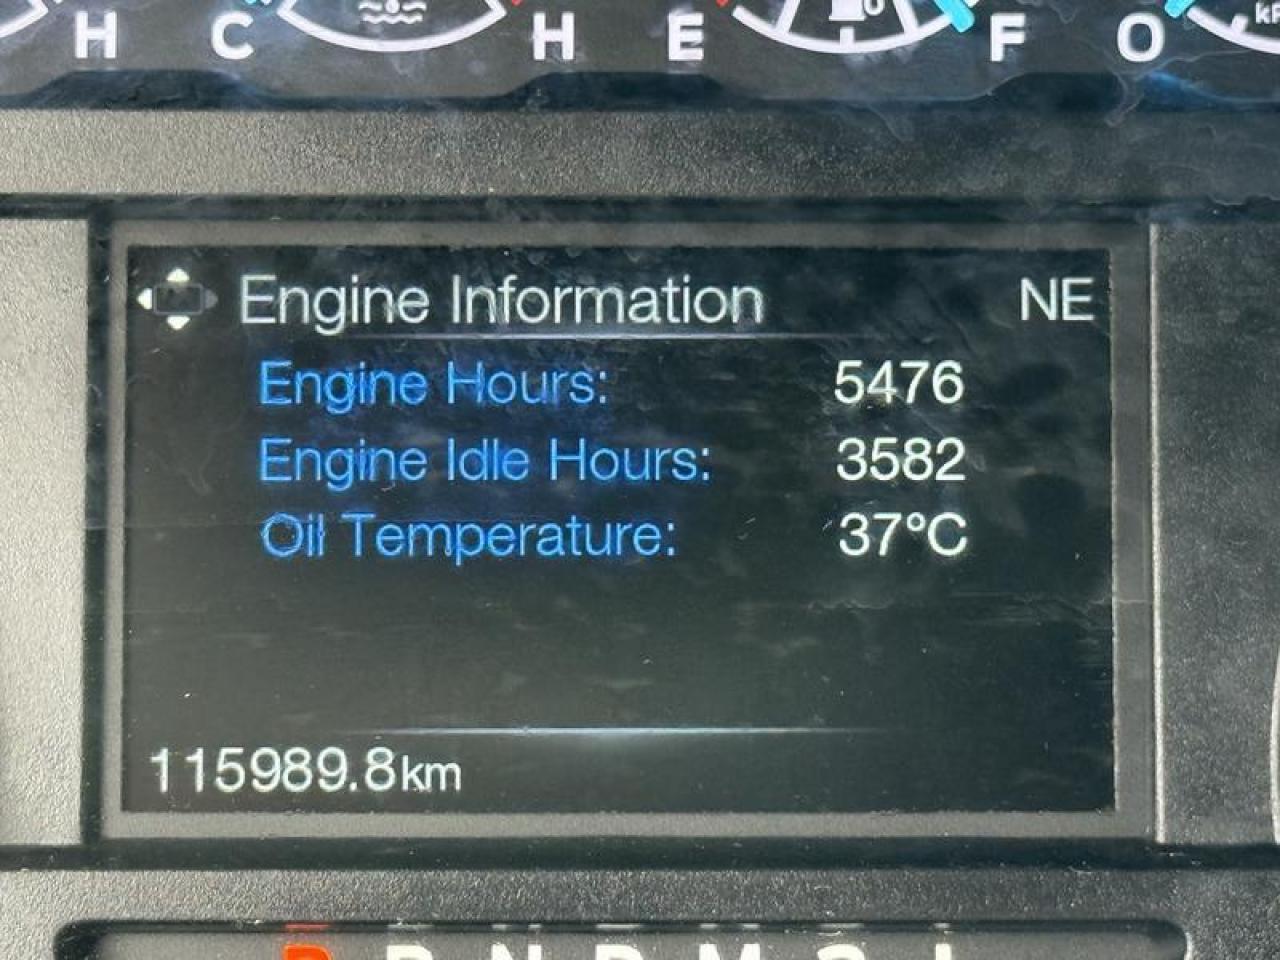 H C H E F O
Engine Information NE
Engine Hours: 5476
Engine Idle Hours: 3582
Oil Temperature: 37°C
115989.8km